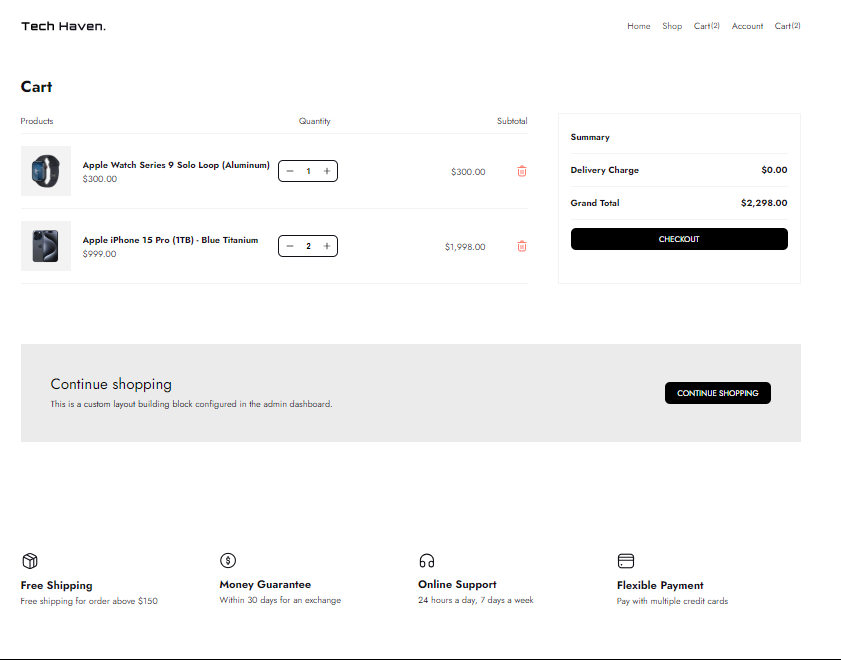 Tech Haven.
Home Shop Cart(2) Account Cart(2)
Cart
Products Quantity Subtotal
Apple Watch Series 9 Solo Loop (Aluminum)
$300.00
− 1 +
$300.00
Apple iPhone 15 Pro (1TB) - Blue Titanium
$999.00
− 2 +
$1,998.00
Summary
Delivery Charge $0.00
Grand Total $2,298.00
CHECKOUT
Continue shopping
This is a custom layout building block configured in the admin dashboard.
CONTINUE SHOPPING
Free Shipping
Free shipping for order above $150
Money Guarantee
Within 30 days for an exchange
Online Support
24 hours a day, 7 days a week
Flexible Payment
Pay with multiple credit cards